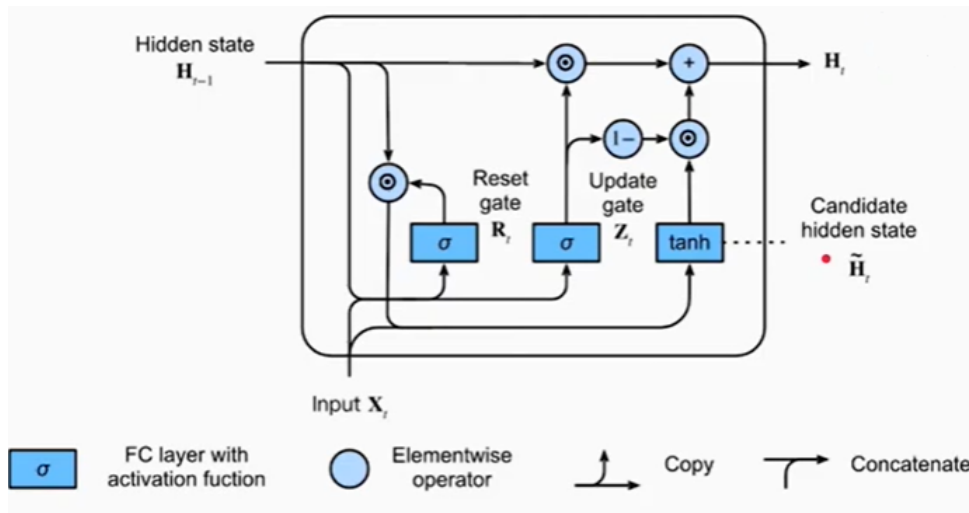 Hidden state
H_{t-1}
H_t
+
1-
Reset
gate
R_t
Update
gate
Z_t
σ
σ
tanh
Candidate
hidden state
H̃_t
Input X_t
σ
FC layer with
activation fuction
Elementwise
operator
Copy
Concatenate